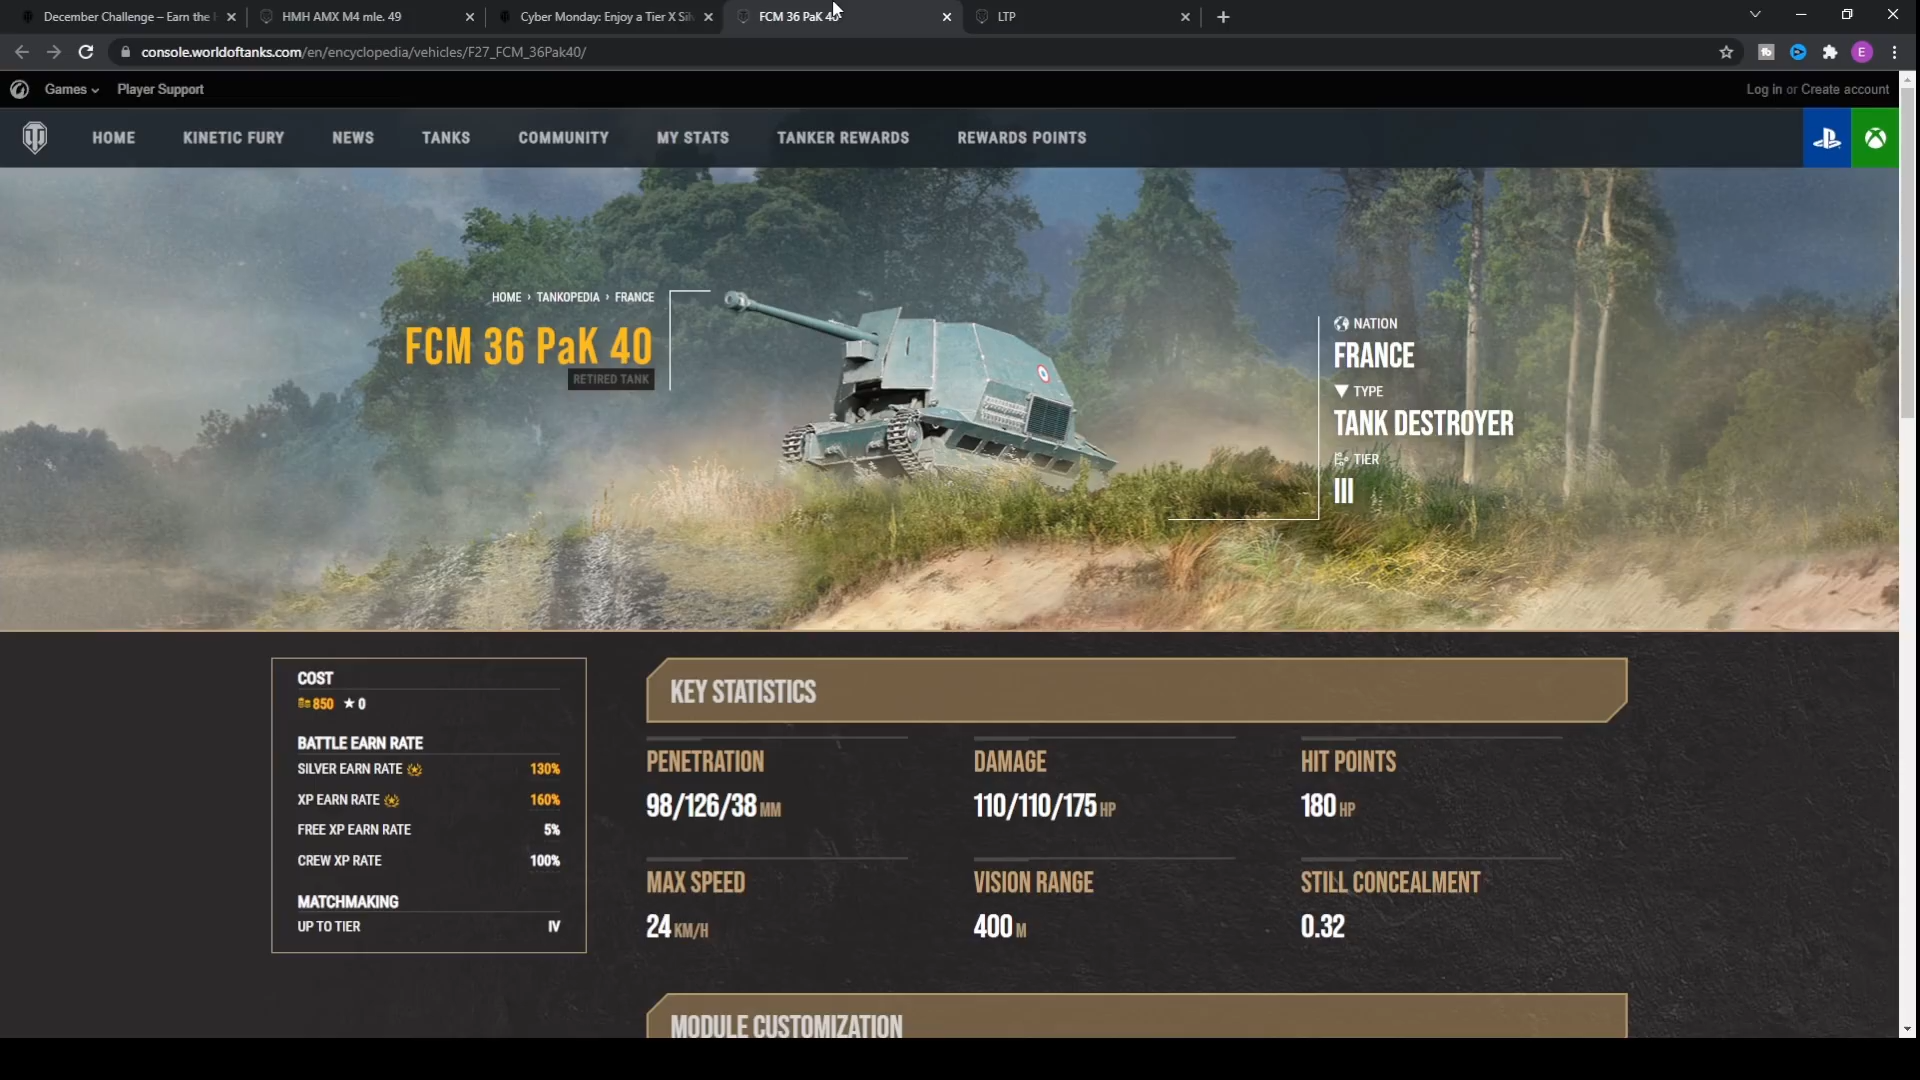 December Challenge – Earn the
HMH AMX M4 mle. 49
Cyber Monday: Enjoy a Tier X Sil
FCM 36 PaK 40
LTP
console.worldoftanks.com/en/encyclopedia/vehicles/F27_FCM_36Pak40/
E
Games
Player Support
Log in or Create account
HOME
KINETIC FURY
NEWS
TANKS
COMMUNITY
MY STATS
TANKER REWARDS
REWARDS POINTS
HOME › TANKOPEDIA › FRANCE
FCM 36 PaK 40
RETIRED TANK
NATION
FRANCE
TYPE
TANK DESTROYER
TIER
III
COST
850 0
BATTLE EARN RATE
SILVER EARN RATE 130%
XP EARN RATE 160%
FREE XP EARN RATE 5%
CREW XP RATE 100%
MATCHMAKING
UP TO TIER IV
KEY STATISTICS
PENETRATION
98/126/38 MM
DAMAGE
110/110/175 HP
HIT POINTS
180 HP
MAX SPEED
24 KM/H
VISION RANGE
400 M
STILL CONCEALMENT
0.32
MODULE CUSTOMIZATION